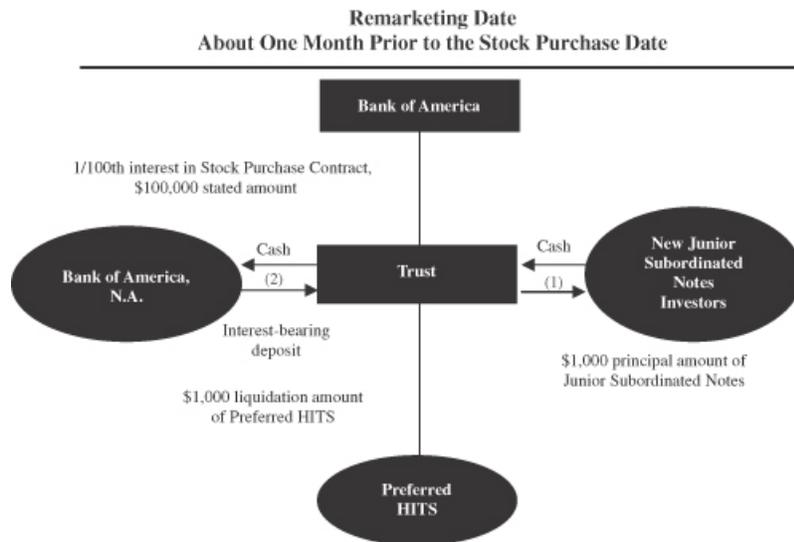 Remarketing Date
About One Month Prior to the Stock Purchase Date
Bank of America
1/100th interest in Stock Purchase Contract,
$100,000 stated amount
Cash
Cash
Bank of America,
N.A.
(2)
Trust
(1)
New Junior
Subordinated
Notes
Investors
Interest-bearing
deposit
$1,000 principal amount of
Junior Subordinated Notes
$1,000 liquidation amount
of Preferred HITS
Preferred
HITS